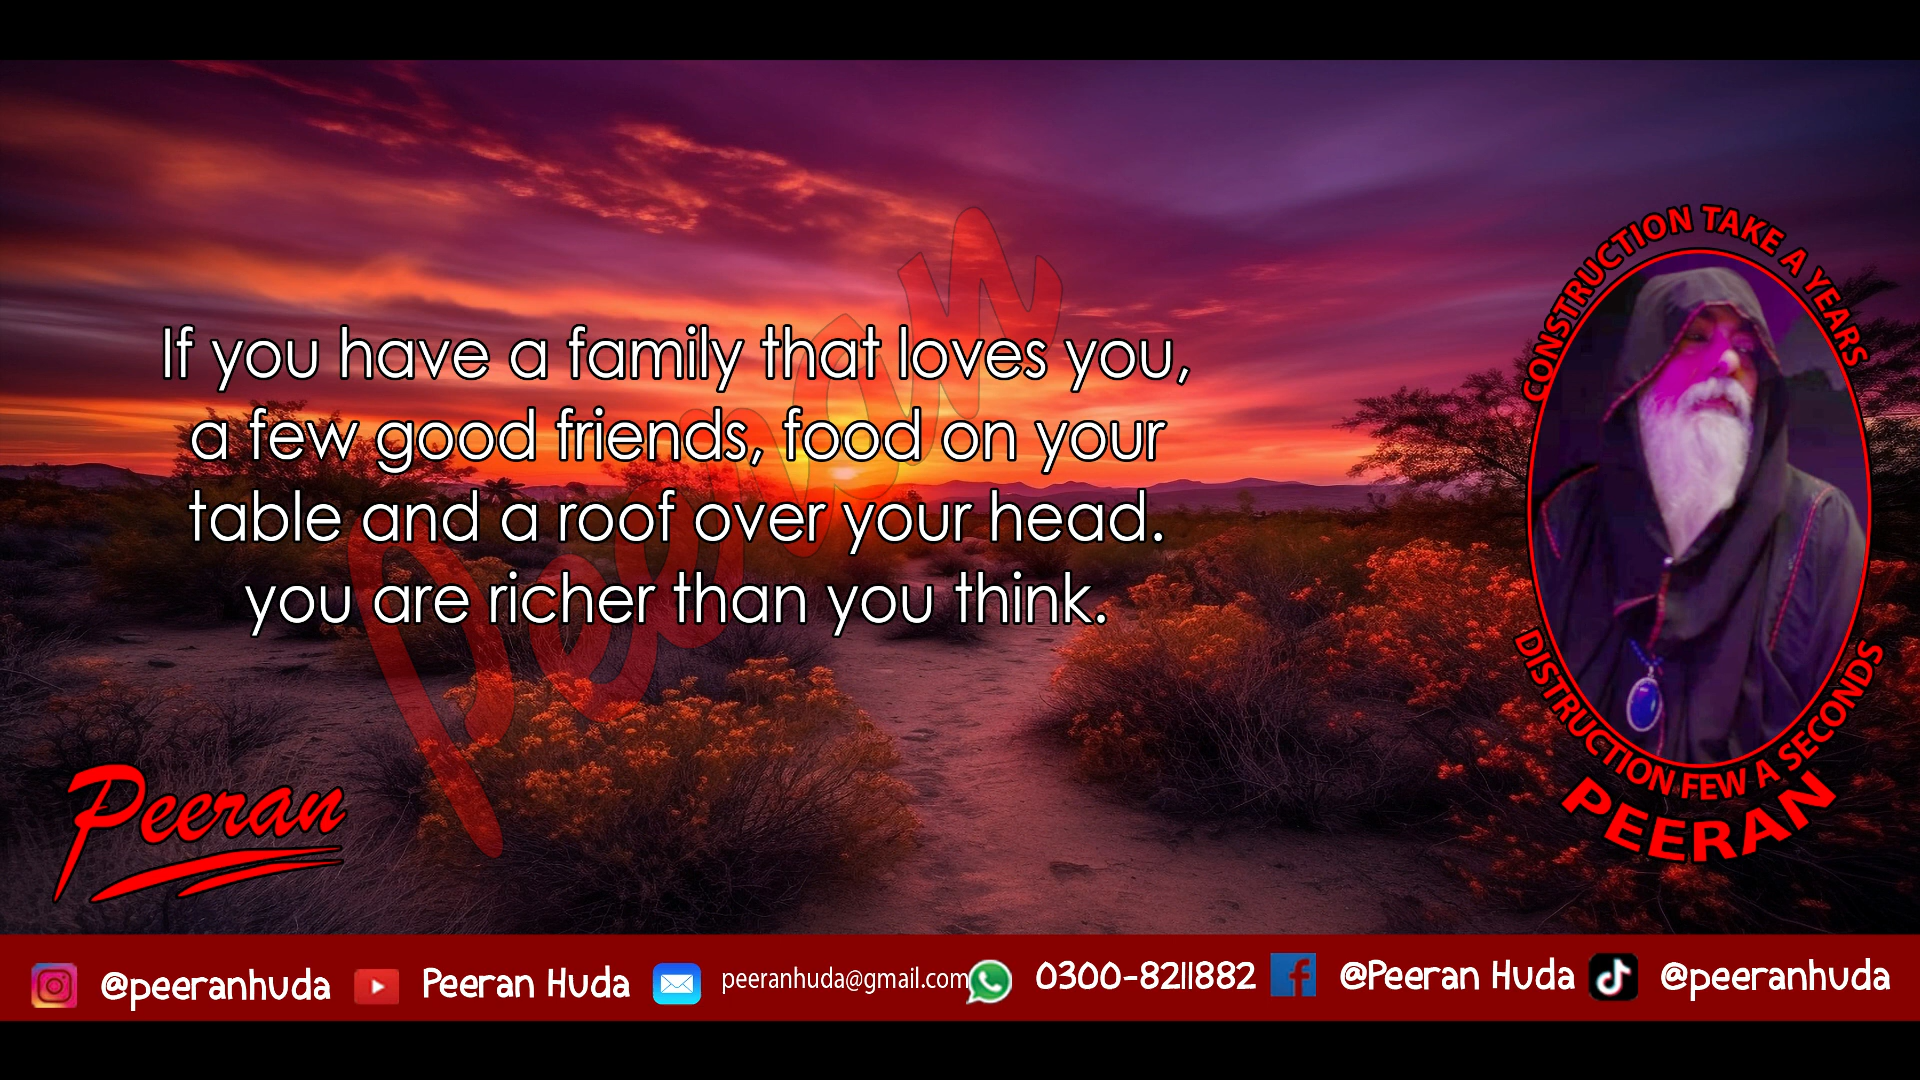 If you have a family that loves you,
a few good friends, food on your
table and a roof over your head.
you are richer than you think.
Peeran
CONSTRUCTION TAKE A YEARS
DISTRUCTION FEW A SECONDS
PEERAN
Peeran
@peeranhuda Peeran Huda peeranhuda@gmail.com 0300-8211882 @Peeran Huda @peeranhuda